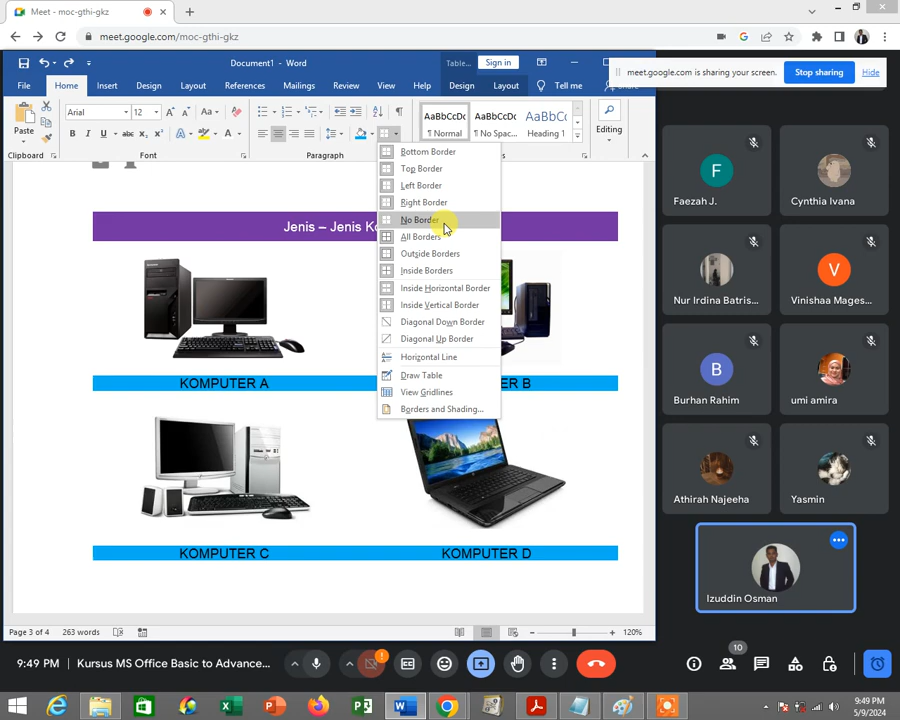 Meet - moc-gthi-gkz
meet.google.com/moc-gthi-gkz
Document1 - Word
Table...
Sign in
File
Home
Insert
Design
Layout
References
Mailings
Review
View
Help
Design
Layout
Tell me
meet.google.com is sharing your screen.
Stop sharing
Hide
Paste
Arial
12
Aa
B I U abc
AaBbCcDc
AaBbCcDc
AaBbCc
¶ Normal
¶ No Spac...
Heading 1
Editing
Clipboard
Font
Paragraph
Bottom Border
Top Border
Left Border
Right Border
No Border
All Borders
Outside Borders
Inside Borders
Inside Horizontal Border
Inside Vertical Border
Diagonal Down Border
Diagonal Up Border
Horizontal Line
Draw Table
View Gridlines
Borders and Shading...
Jenis – Jenis
KOMPUTER A
B
KOMPUTER C
KOMPUTER D
Page 3 of 4
263 words
120%
F
Faezah J.
Cynthia Ivana
Nur Irdina Batris...
V
Vinishaa Mages...
B
Burhan Rahim
umi amira
Athirah Najeeha
Yasmin
Izuddin Osman
9:49 PM
Kursus MS Office Basic to Advance...
10
9:49 PM
5/9/2024